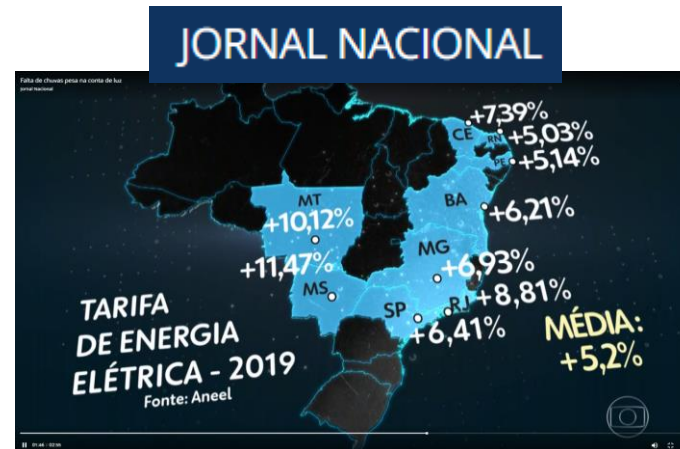 JORNAL NACIONAL
Falta de chuvas pesa na conta de luz
Jornal Nacional
+7,39%
CE
RN
+5,03%
PE
+5,14%
MT
+10,12%
BA
+6,21%
MG
+6,93%
+11,47%
MS
RJ
+8,81%
SP
+6,41%
TARIFA
DE ENERGIA
ELÉTRICA - 2019
Fonte: Aneel
MÉDIA:
+5,2%